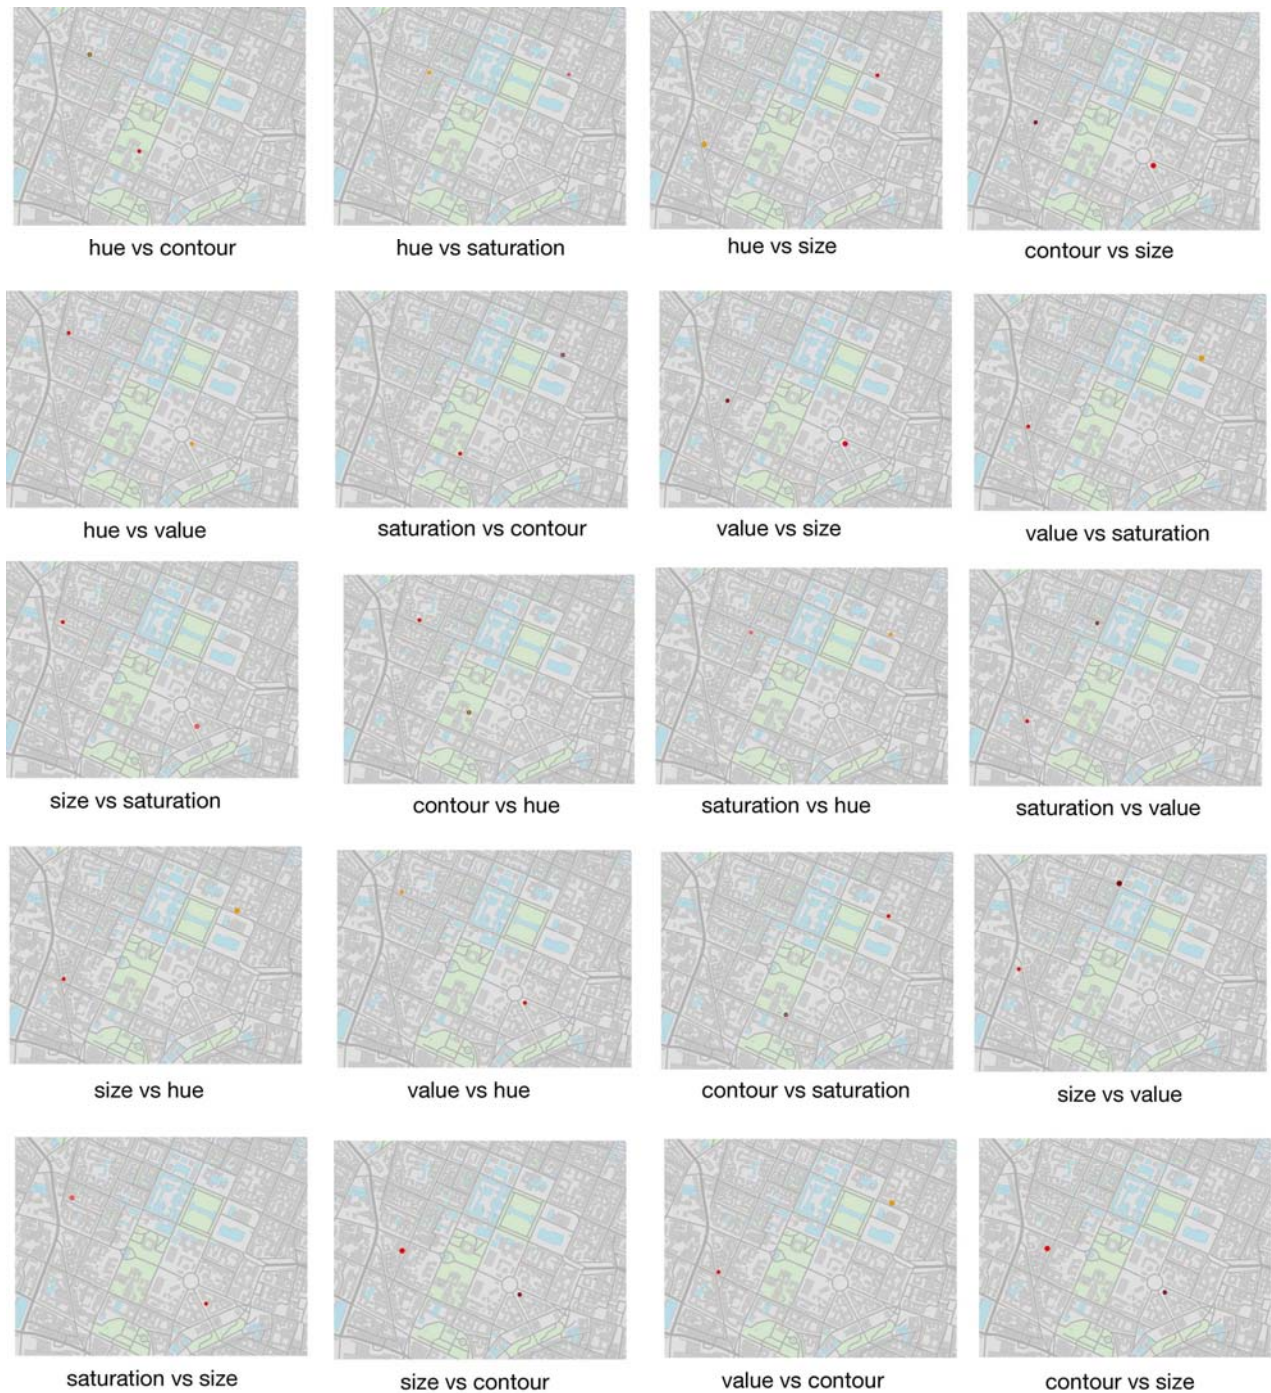 hue vs contour
hue vs saturation
hue vs size
contour vs size
hue vs value
saturation vs contour
value vs size
value vs saturation
size vs saturation
contour vs hue
saturation vs hue
saturation vs value
size vs hue
value vs hue
contour vs saturation
size vs value
saturation vs size
size vs contour
value vs contour
contour vs size